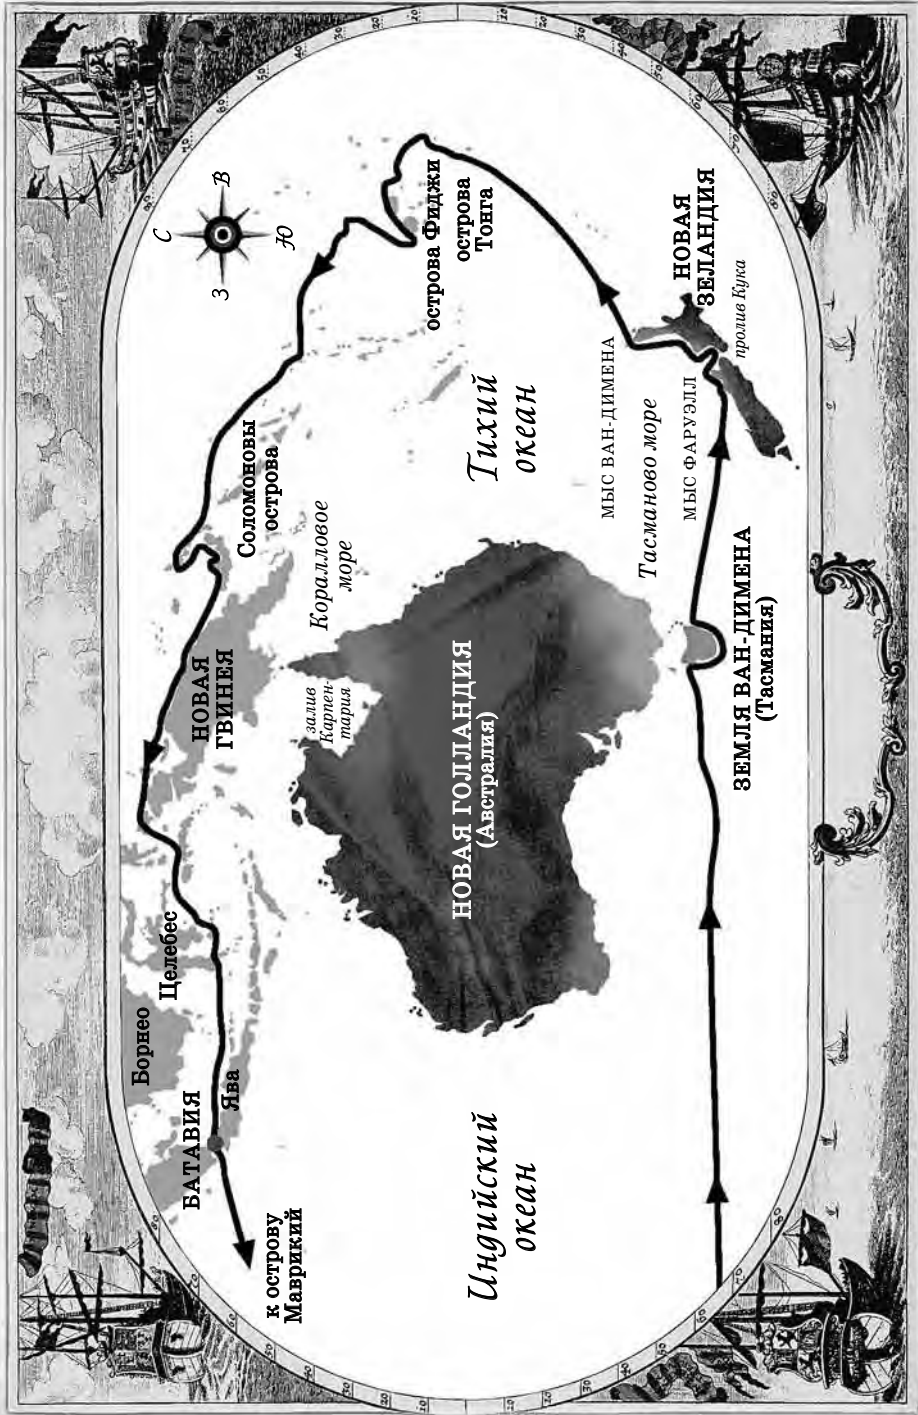 С
В
Ю
З
БАТАВИЯ
Борнео
Целебес
Ява
к острову
Маврикий
НОВАЯ
ГВИНЕЯ
Соломоновы
острова
Коралловое
море
залив
Карпен-
тария
острова Фиджи
острова
Тонга
Тихий
океан
Индийский
океан
НОВАЯ ГОЛЛАНДИЯ
(Австралия)
МЫС ВАН-ДИМЕНА
Тасманово море
МЫС ФАРУЭЛЛ
НОВАЯ
ЗЕЛАНДИЯ
пролив Кука
ЗЕМЛЯ ВАН-ДИМЕНА
(Тасмания)